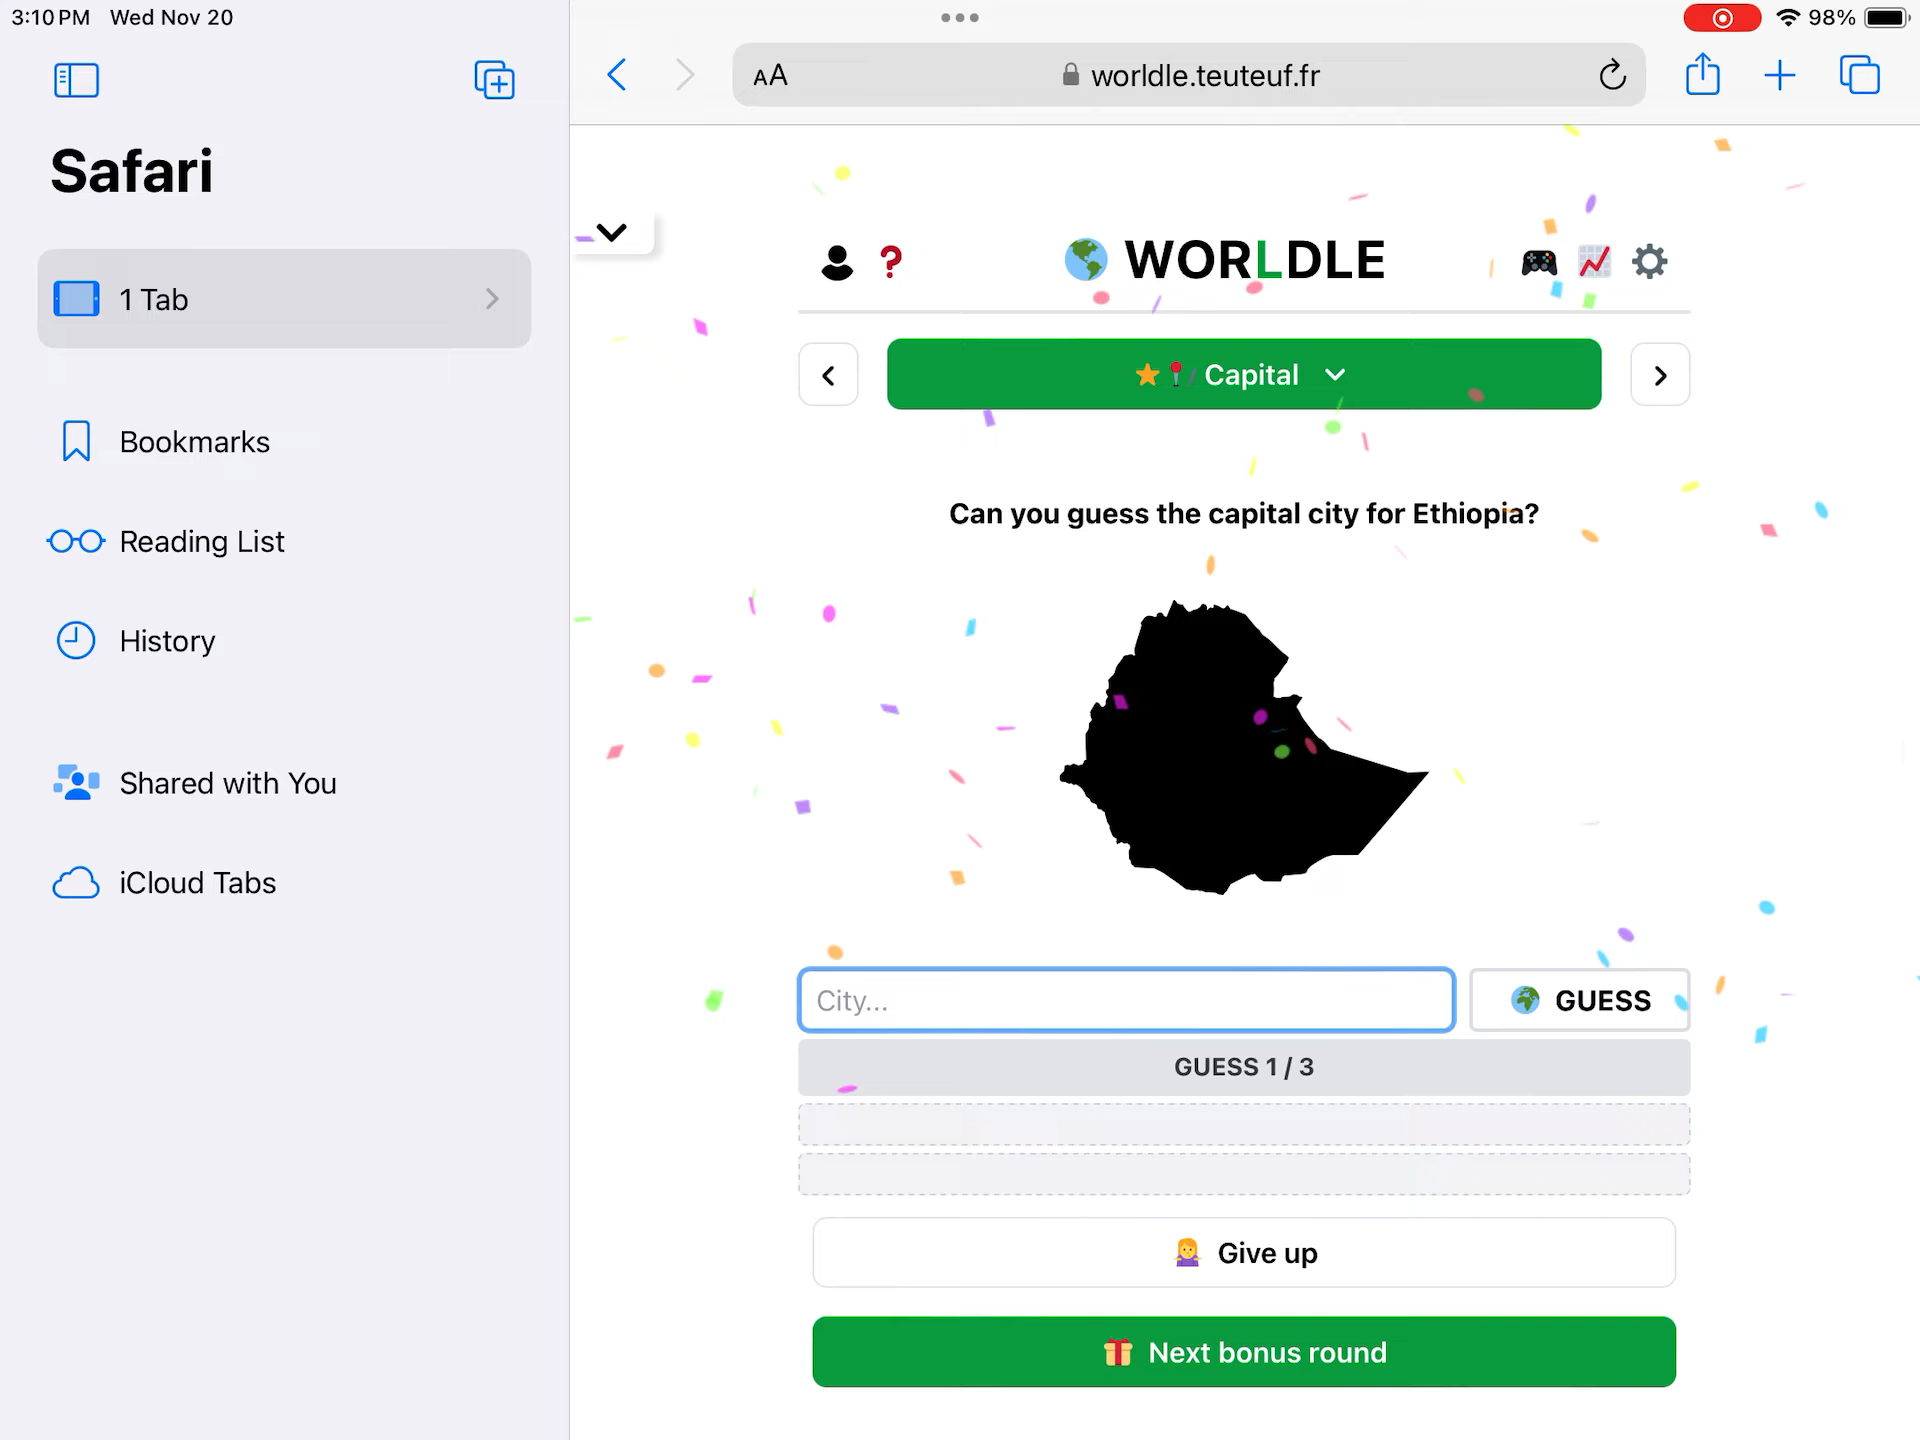 3:10 PM Wed Nov 20
98%
Safari
1 Tab
Bookmarks
Reading List
History
Shared with You
iCloud Tabs
AA
worldle.teuteuf.fr
WORLDLE
Capital
Can you guess the capital city for Ethiopia?
City...
GUESS
GUESS 1 / 3
Give up
Next bonus round